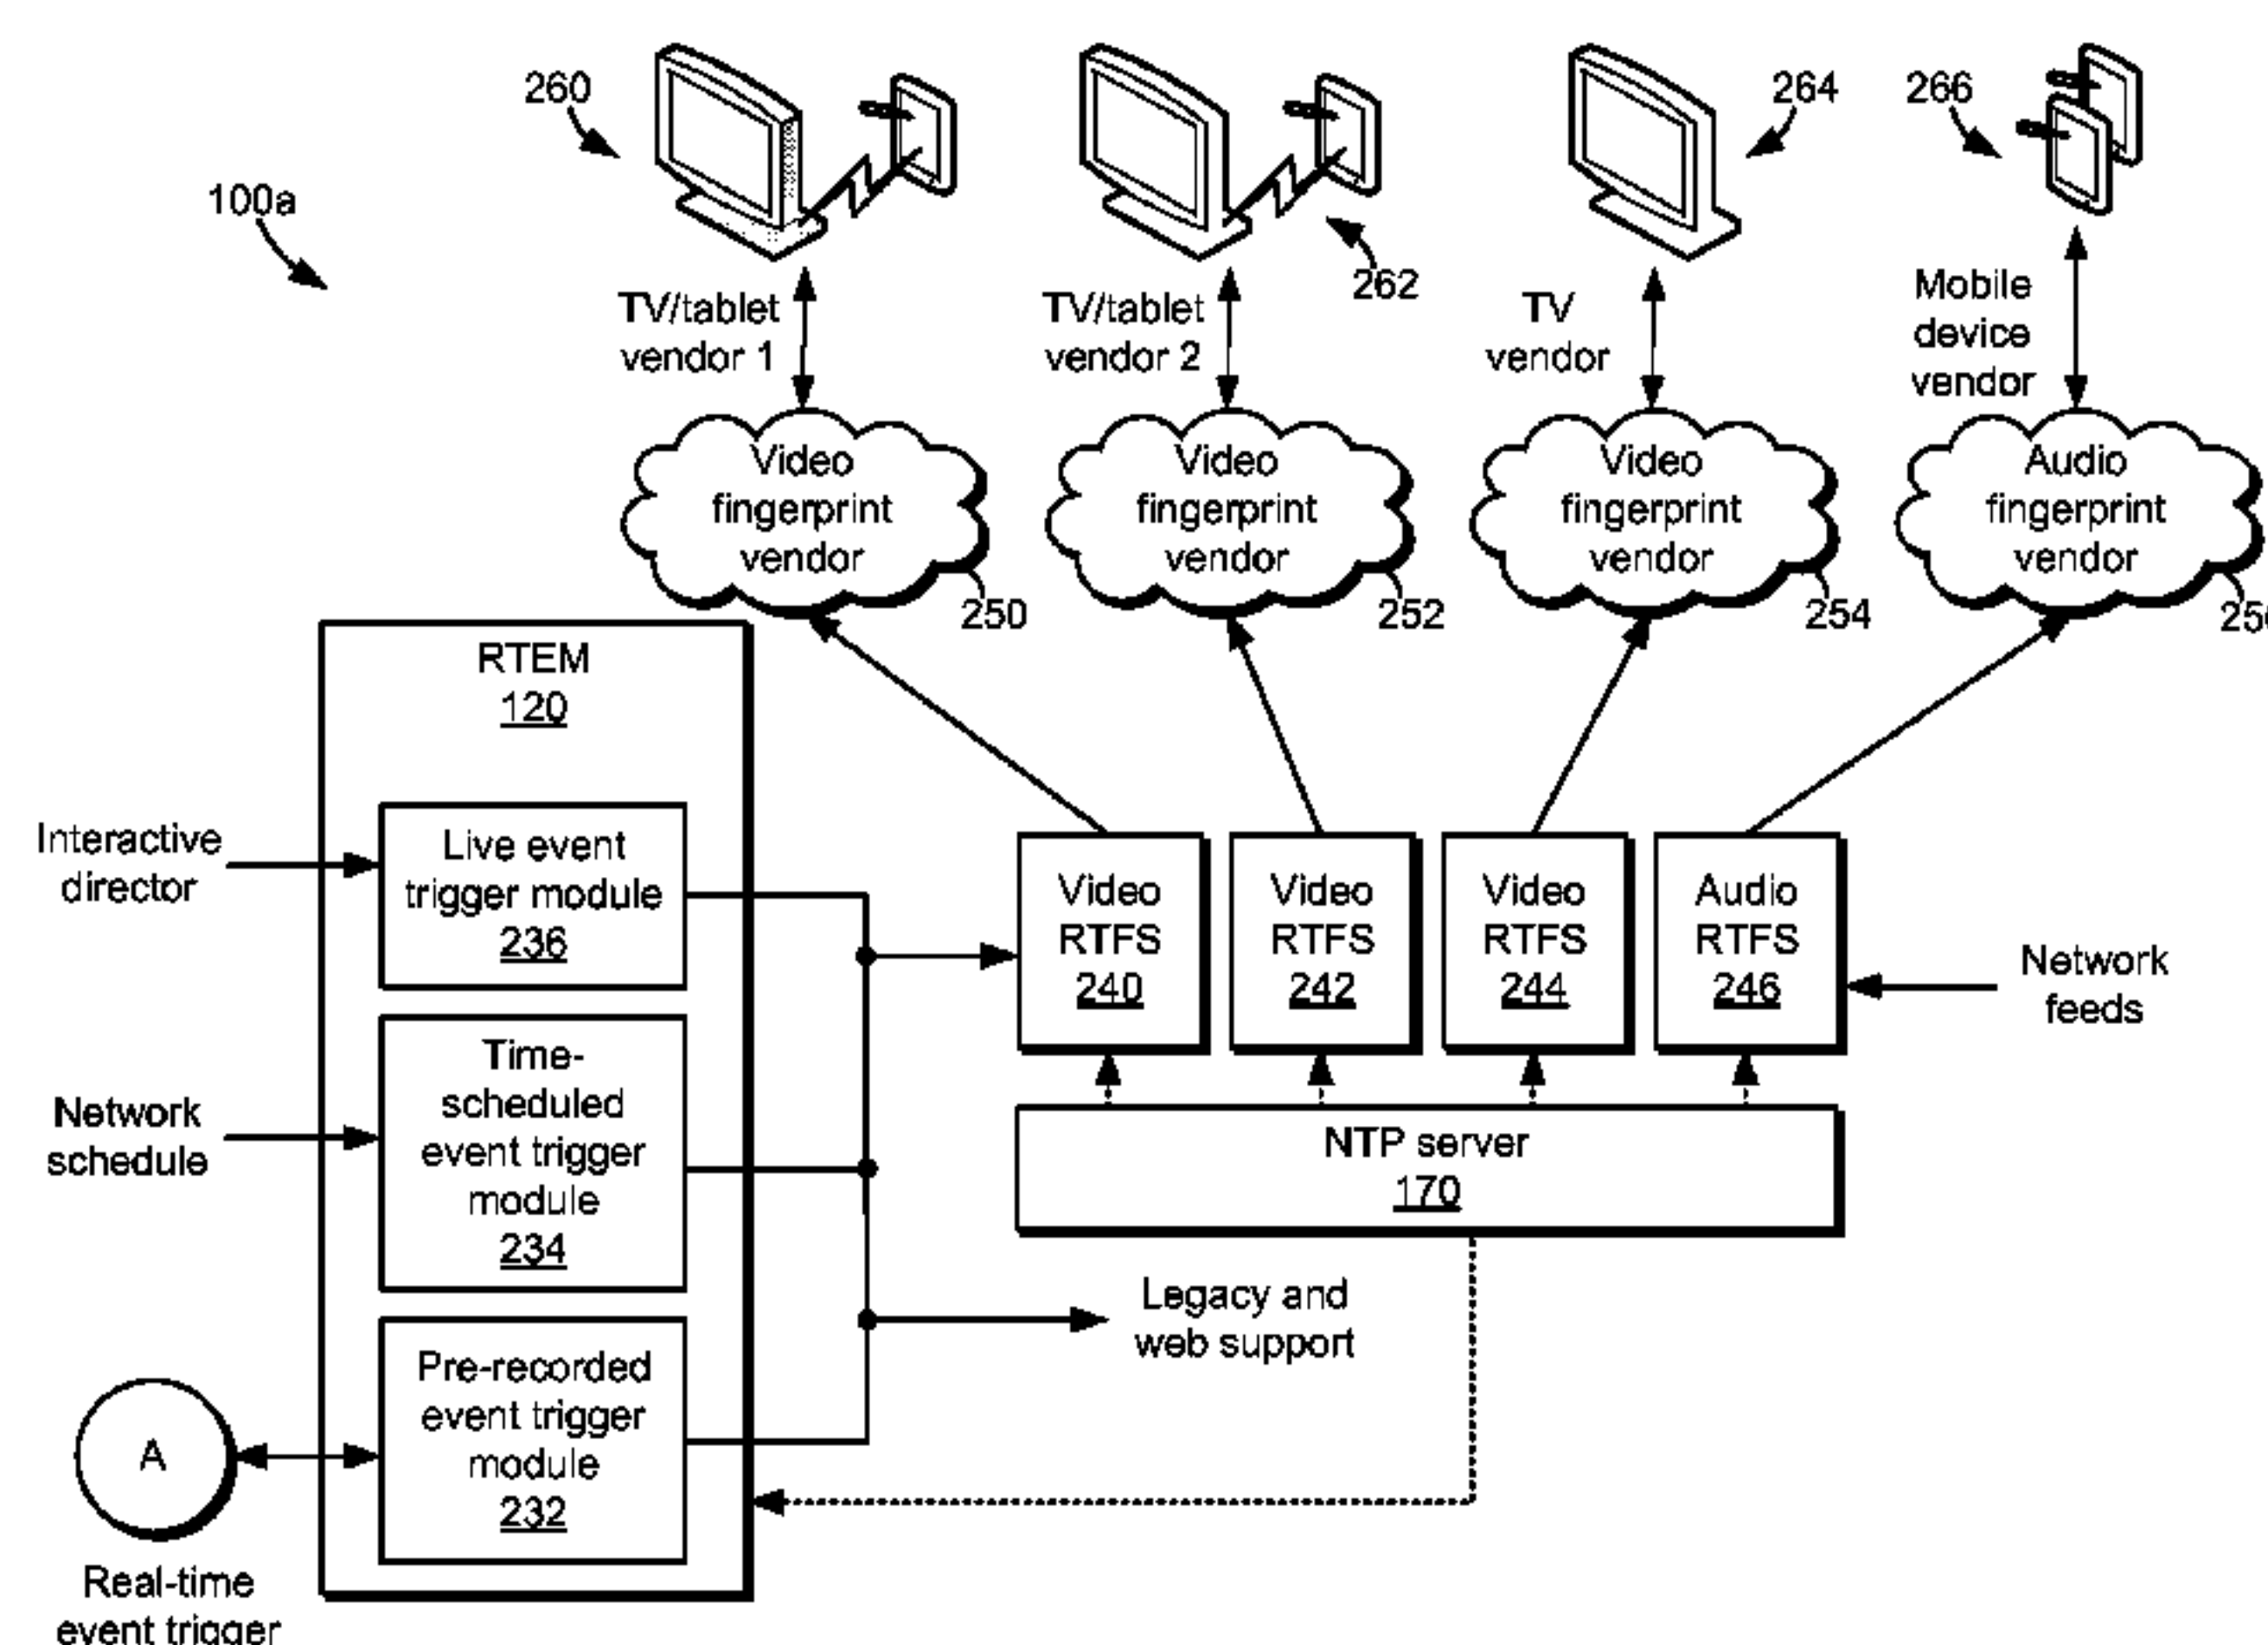 260
264
266
100a
262
TV/tablet
vendor 1
TV/tablet
vendor 2
TV
vendor
Mobile
device
vendor
Video
fingerprint
vendor
Video
fingerprint
vendor
Video
fingerprint
vendor
Audio
fingerprint
vendor
250
252
254
RTEM
120
Interactive
director
Live event
trigger module
236
Video
RTFS
240
Video
RTFS
242
Video
RTFS
244
Audio
RTFS
246
Network
feeds
Network
schedule
Time-
scheduled
event trigger
module
234
NTP server
170
Legacy and
web support
Pre-recorded
event trigger
module
232
A
Real-time
event trigger